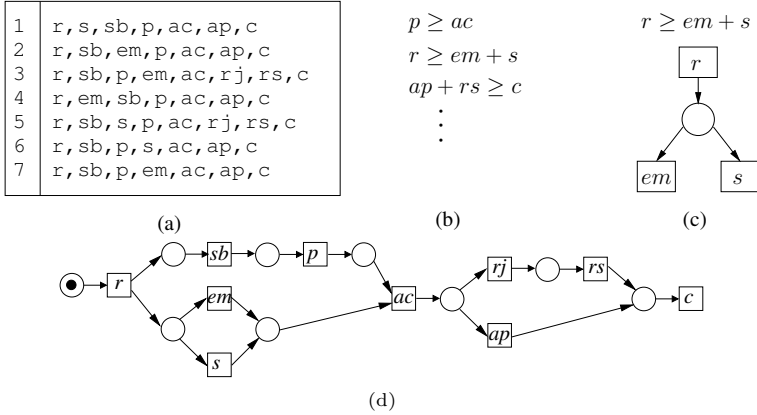 1 r,s,sb,p,ac,ap,c
2 r,sb,em,p,ac,ap,c
3 r,sb,p,em,ac,rj,rs,c
4 r,em,sb,p,ac,ap,c
5 r,sb,s,p,ac,rj,rs,c
6 r,sb,p,s,ac,ap,c
7 r,sb,p,em,ac,ap,c
(a)
p ≥ ac
r ≥ em + s
ap + rs ≥ c
⋮
(b)
r ≥ em + s
r
em s
(c)
sb p rj rs
r em ac c
s ap
(d)